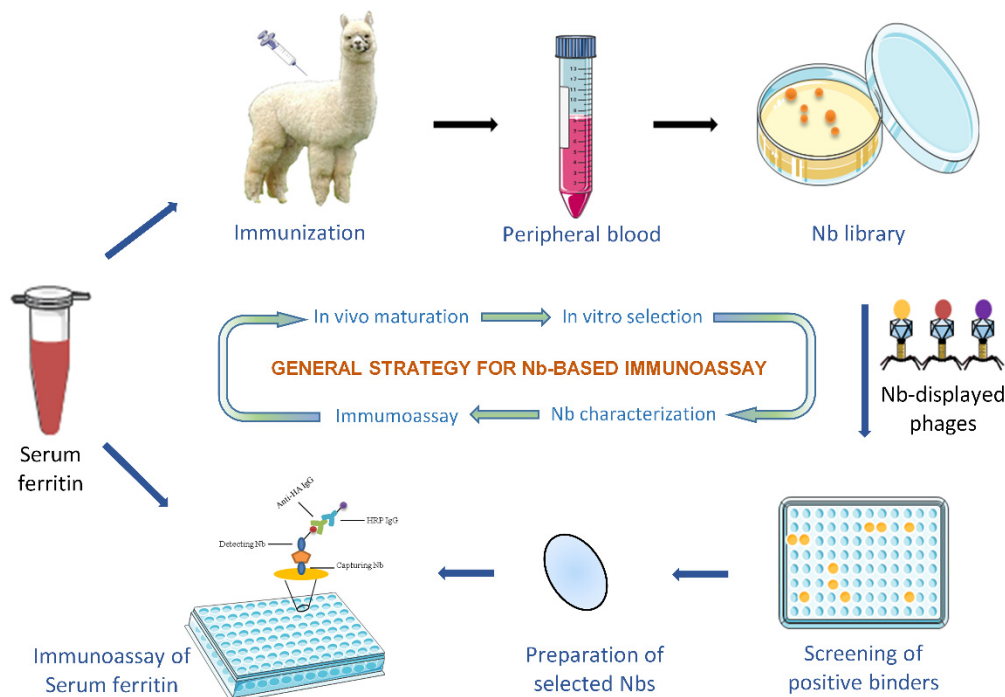 Immunization
Peripheral blood
Nb library
Serum
ferritin
In vivo maturation
In vitro selection
GENERAL STRATEGY FOR Nb-BASED IMMUNOASSAY
Immumoassay
Nb characterization
Nb-displayed
phages
Anti-HA IgG
HRP IgG
Detecting Nb
Capturing Nb
Immunoassay of
Serum ferritin
Preparation of
selected Nbs
Screening of
positive binders